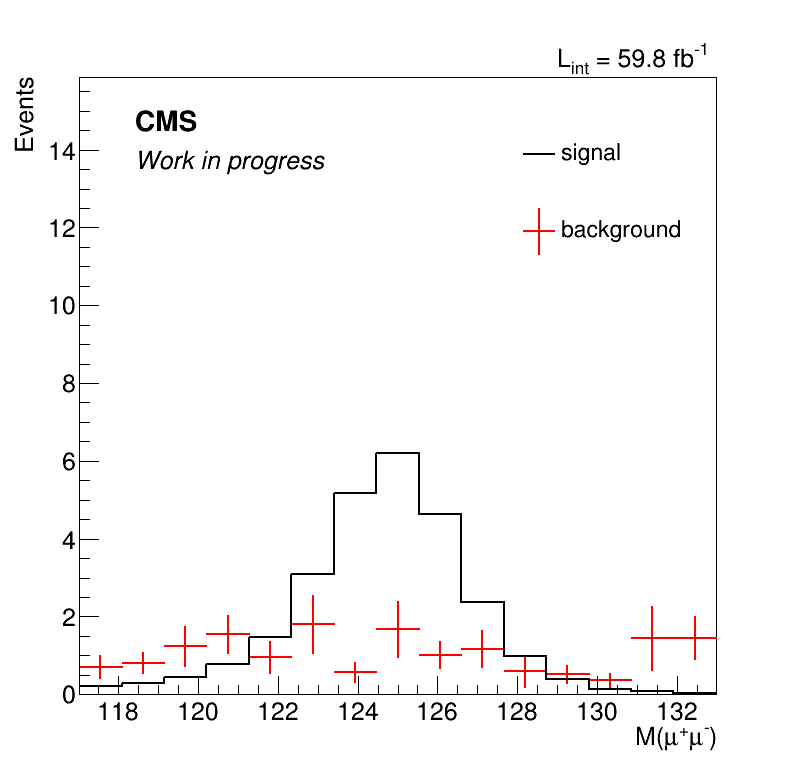 L_int = 59.8 fb⁻¹
Events
CMS
Work in progress
signal
background
14
12
10
8
6
4
2
0
118 120 122 124 126 128 130 132
M(μ⁺μ⁻)